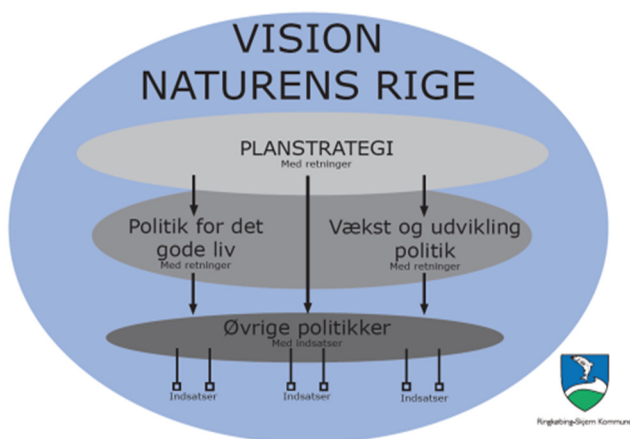 VISION
NATURENS RIGE
PLANSTRATEGI
Med retninger
Politik for det
gode liv
Med retninger
Vækst og udvikling
politik
Med retninger
Øvrige politikker
Med indsatser
Indsatser
Indsatser
Indsatser
Ringkøbing-Skjern Kommune